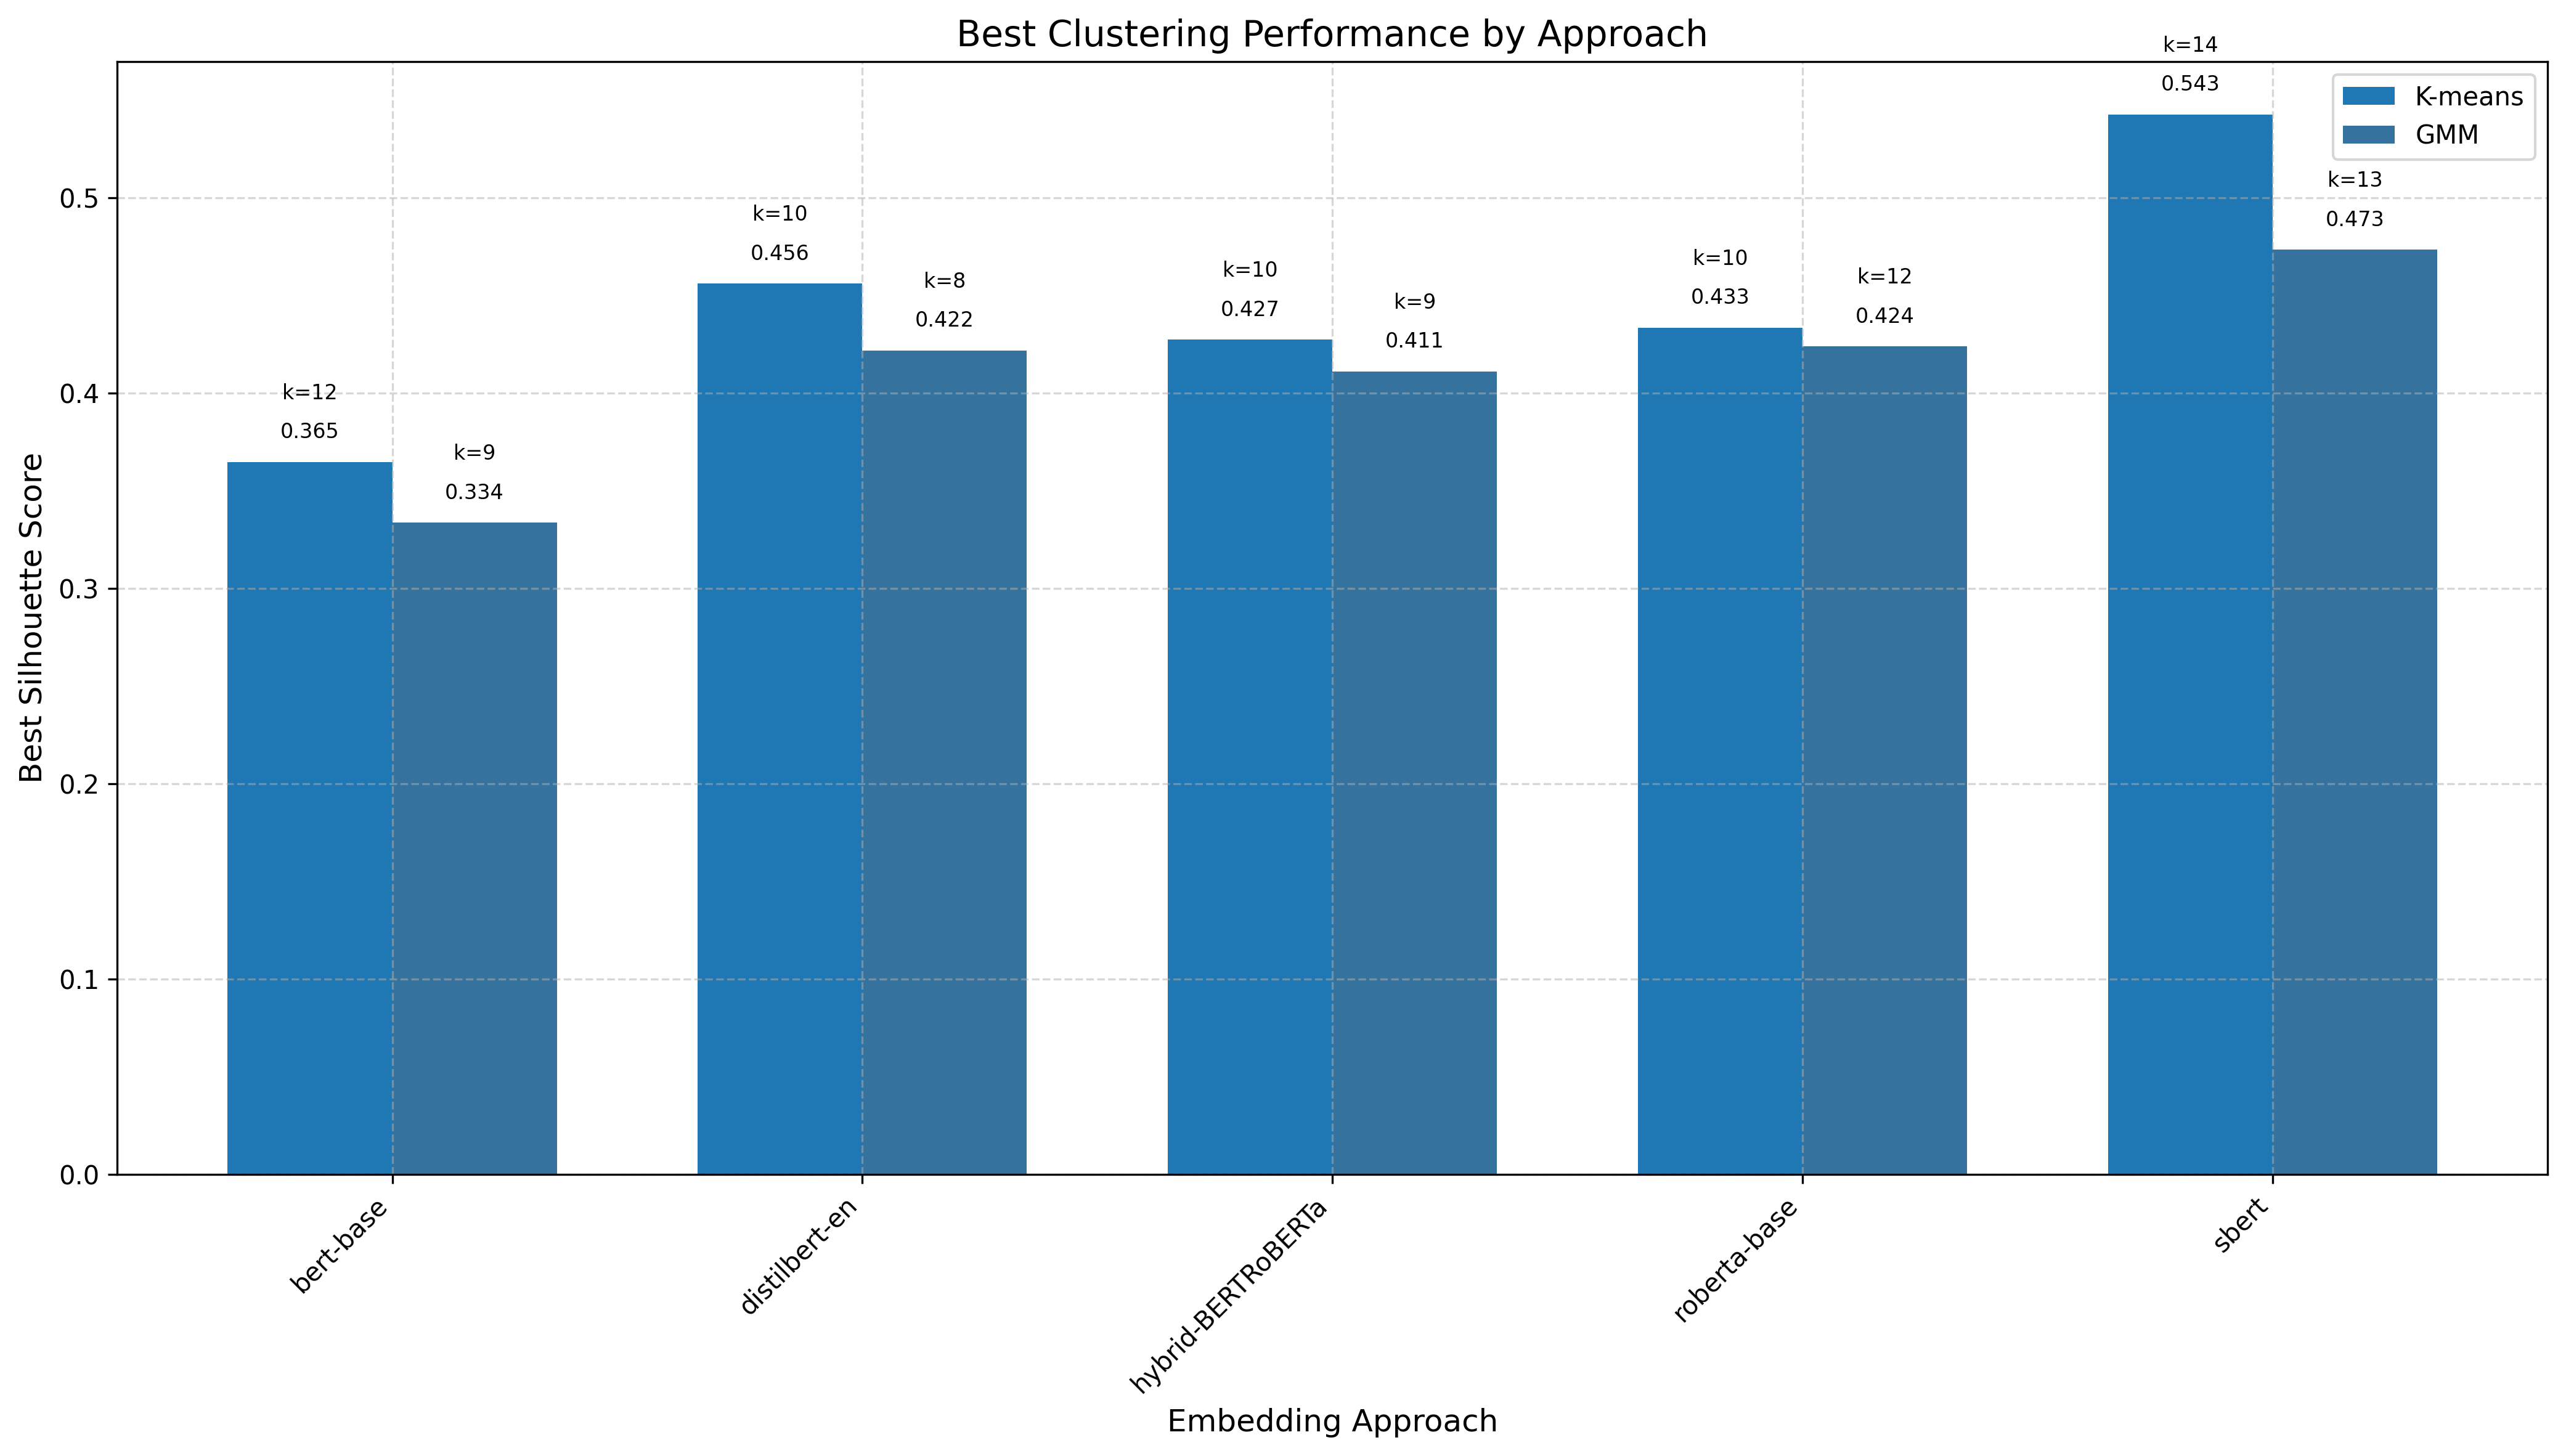 Best Clustering Performance by Approach
K-means
GMM
Best Silhouette Score
0.5
0.4
0.3
0.2
0.1
0.0
k=12
0.365
k=9
0.334
k=10
0.456
k=8
0.422
k=10
0.427
k=9
0.411
k=10
0.433
k=12
0.424
k=14
0.543
k=13
0.473
bert-base
distilbert-en
hybrid-BERTRoBERTa
roberta-base
sbert
Embedding Approach